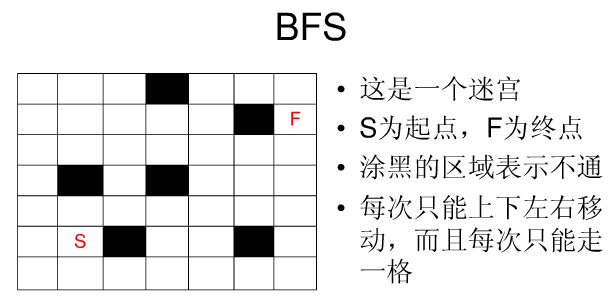 BFS
这是一个迷宫
F
S为起点，F为终点
涂黑的区域表示不通
每次只能上下左右移
动，而且每次只能走
一格
S